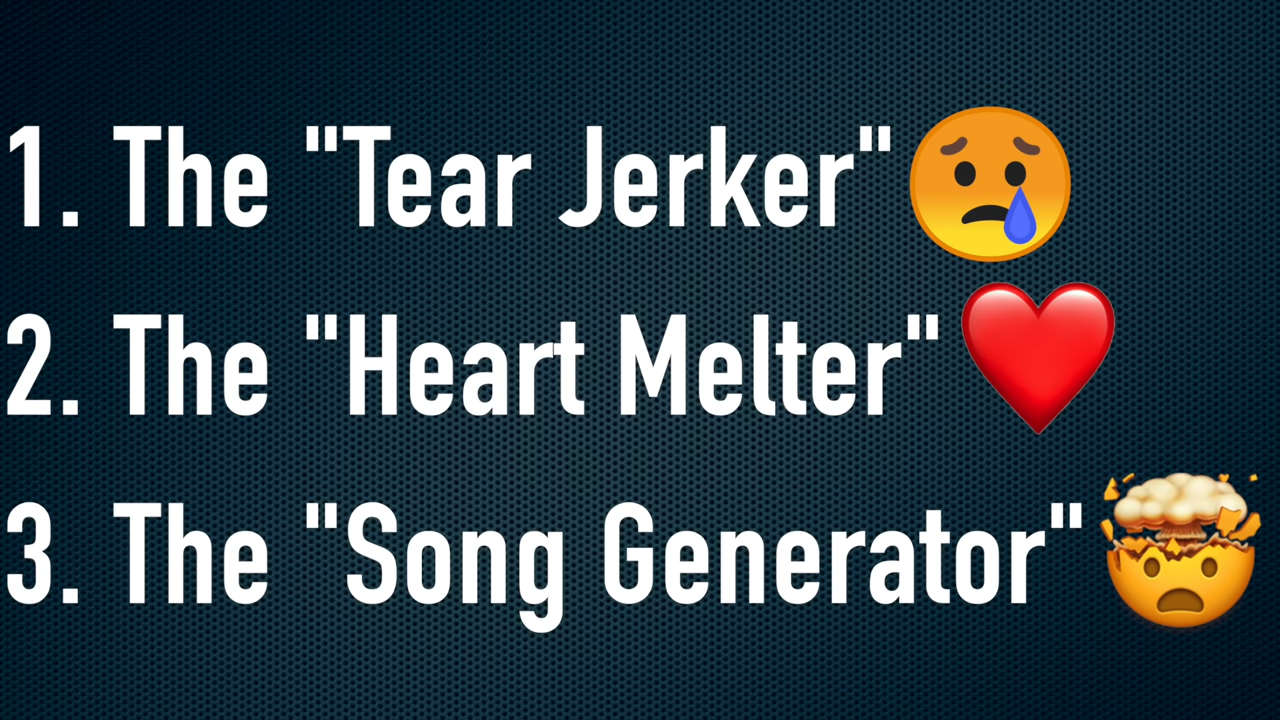 1. The "Tear Jerker" 😢
2. The "Heart Melter" ❤️
3. The "Song Generator" 🤯